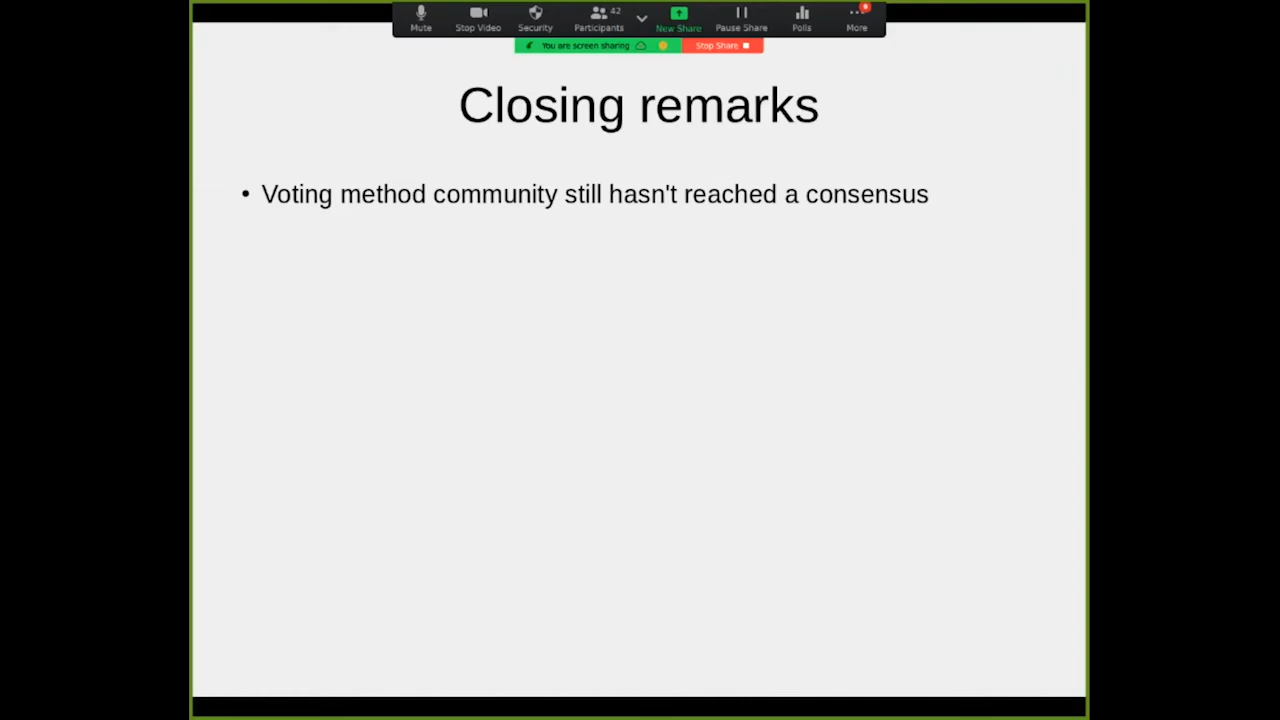 42
Mute Stop Video Security Participants New Share Pause Share Polls More
You are screen sharing Stop Share
Closing remarks
• Voting method community still hasn't reached a consensus